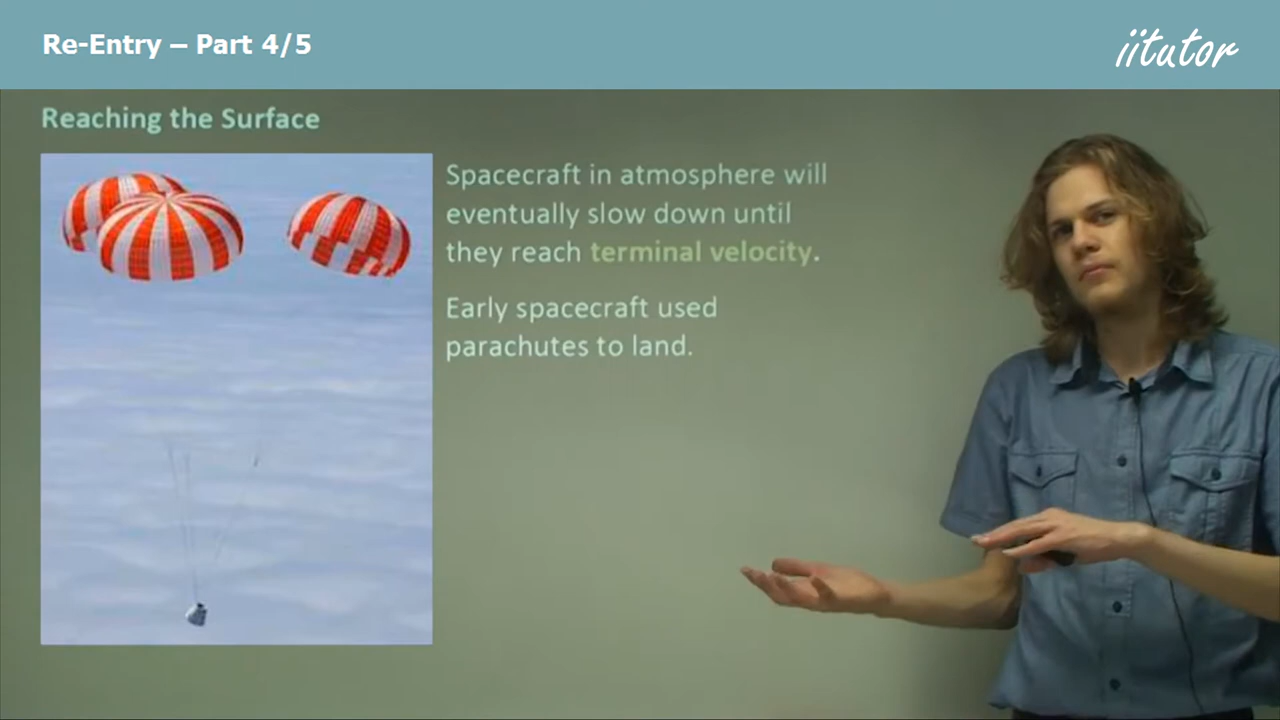 Re-Entry – Part 4/5
iitutor
Reaching the Surface
Spacecraft in atmosphere will
eventually slow down until
they reach terminal velocity.
Early spacecraft used
parachutes to land.